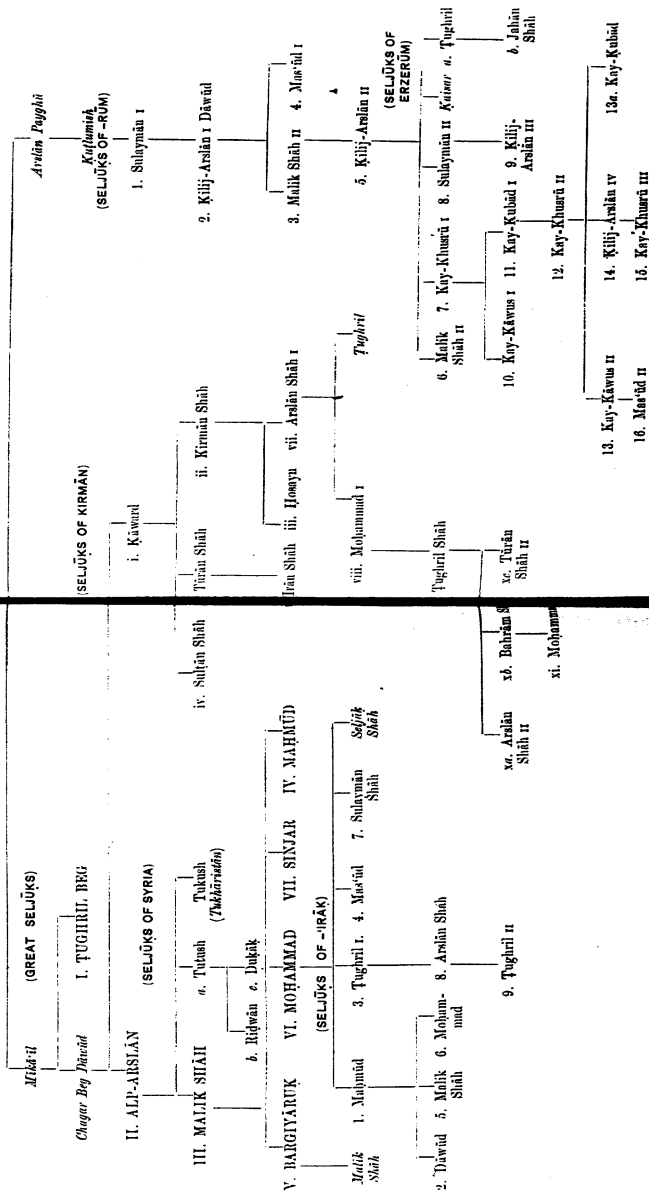 Mikā·il
(GREAT SELJŪḲS)
Arslān Payghū
Chagar Beg Dāwūd
I. ṬUGHRIL BEG
(SELJŪḲS OF KIRMĀN)
Ḳutlumish
(SELJŪḲS OF -RŪM)
II. ALP-ARSLĀN
(SELJŪḲS OF SYRIA)
i. Ḳāward
1. Sulaymān I
III. MALIK SHĀH
a. Tutush
Tukush
(Tukhāristān)
iv. Sulṭān Shāh
Tūrān Shāh
ii. Kirmān Shāh
2. Ḳilij-Arslān I Dāwūd
b. Riḍwān
c. Duḳāḳ
V. BARGIYĀRUḲ
VI. MOḤAMMAD
VII. SINJAR
IV. MAḤMŪD
Irān Shāh
iii. Ḥosayn
vii. Arslān Shāh I
3. Malik Shāh II
4. Mas‘ūd I
(SELJŪḲS OF -‘IRĀḲ)
Malik
Shāh
1. Maḥmūd
3. Ṭughril I.
4. Mas‘ūd
7. Sulaymān
Shāh
Seljūḳ
Shāh
viii. Moḥammad I
Ṭughril
5. Ḳilij-Arslān II
(SELJŪḲS OF
ERZERŪM)
2. Dāwūd
5. Malik
Shāh
6. Moḥam-
mad
8. Arslān Shāh
Ṭughril Shāh
6. Malik
Shāh II
7. Kay-Khusrū I
8. Sulaymān II
Ḳaisar
a. Ṭughril
9. Ṭughril II
xa. Arslān
Shāh II
xb. Bahrām
xc. Tūrān
Shāh II
10. Kay-Kāwus I
11. Kay-Ḳubād I
9. Ḳilij-
Arslān III
b. Jahān
Shāh
12. Kay-Khusrū II
13. Kay-Kāwus II
14. Ḳilij-Arslān IV
13a. Kay-Ḳubād
16. Mas‘ūd II
15. Kay-Khusrū III